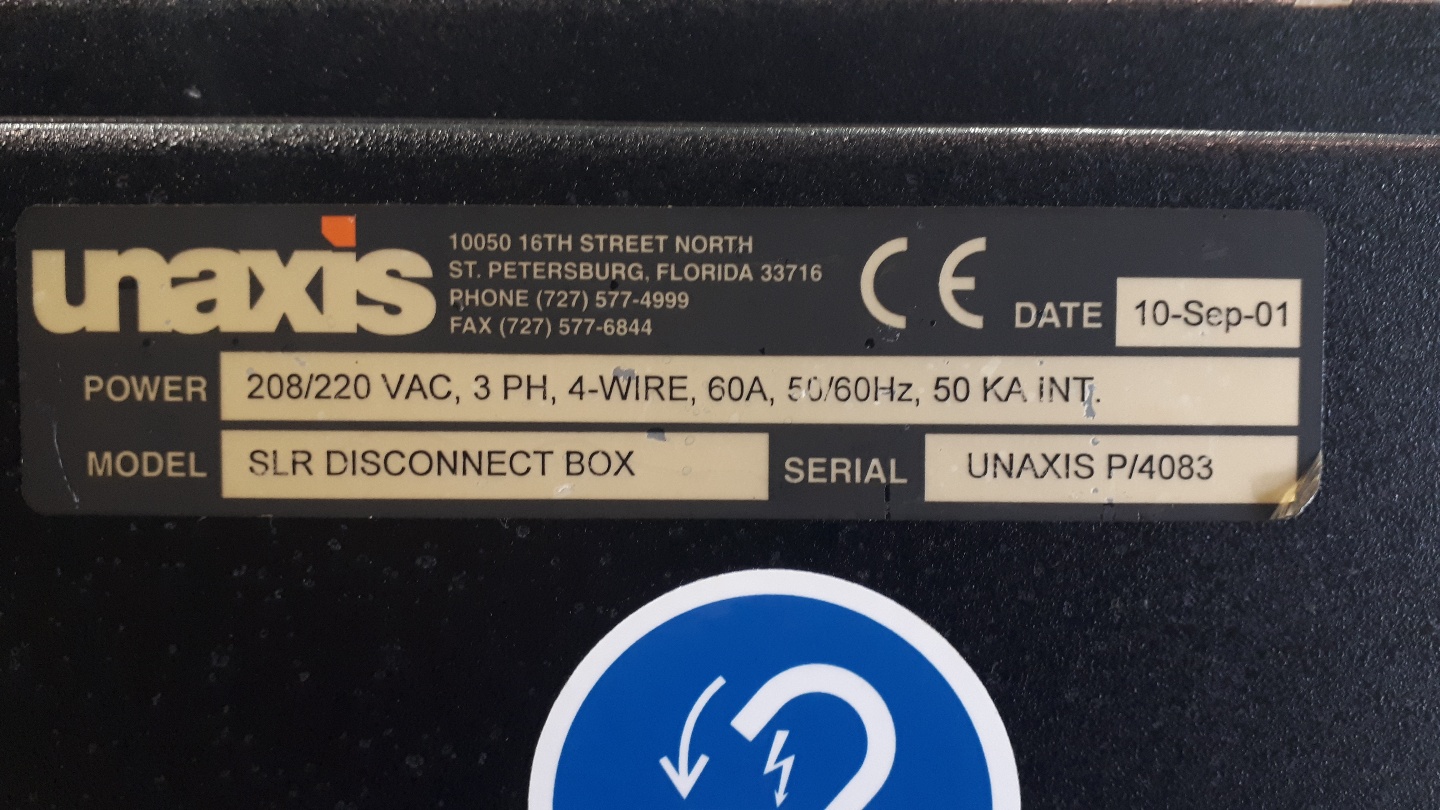 unaxis
10050 16TH STREET NORTH
ST. PETERSBURG, FLORIDA 33716
PHONE (727) 577-4999
FAX (727) 577-6844
CE
DATE 10-Sep-01
POWER 208/220 VAC, 3 PH, 4-WIRE, 60A, 50/60Hz, 50 KA INT.
MODEL SLR DISCONNECT BOX SERIAL UNAXIS P/4083